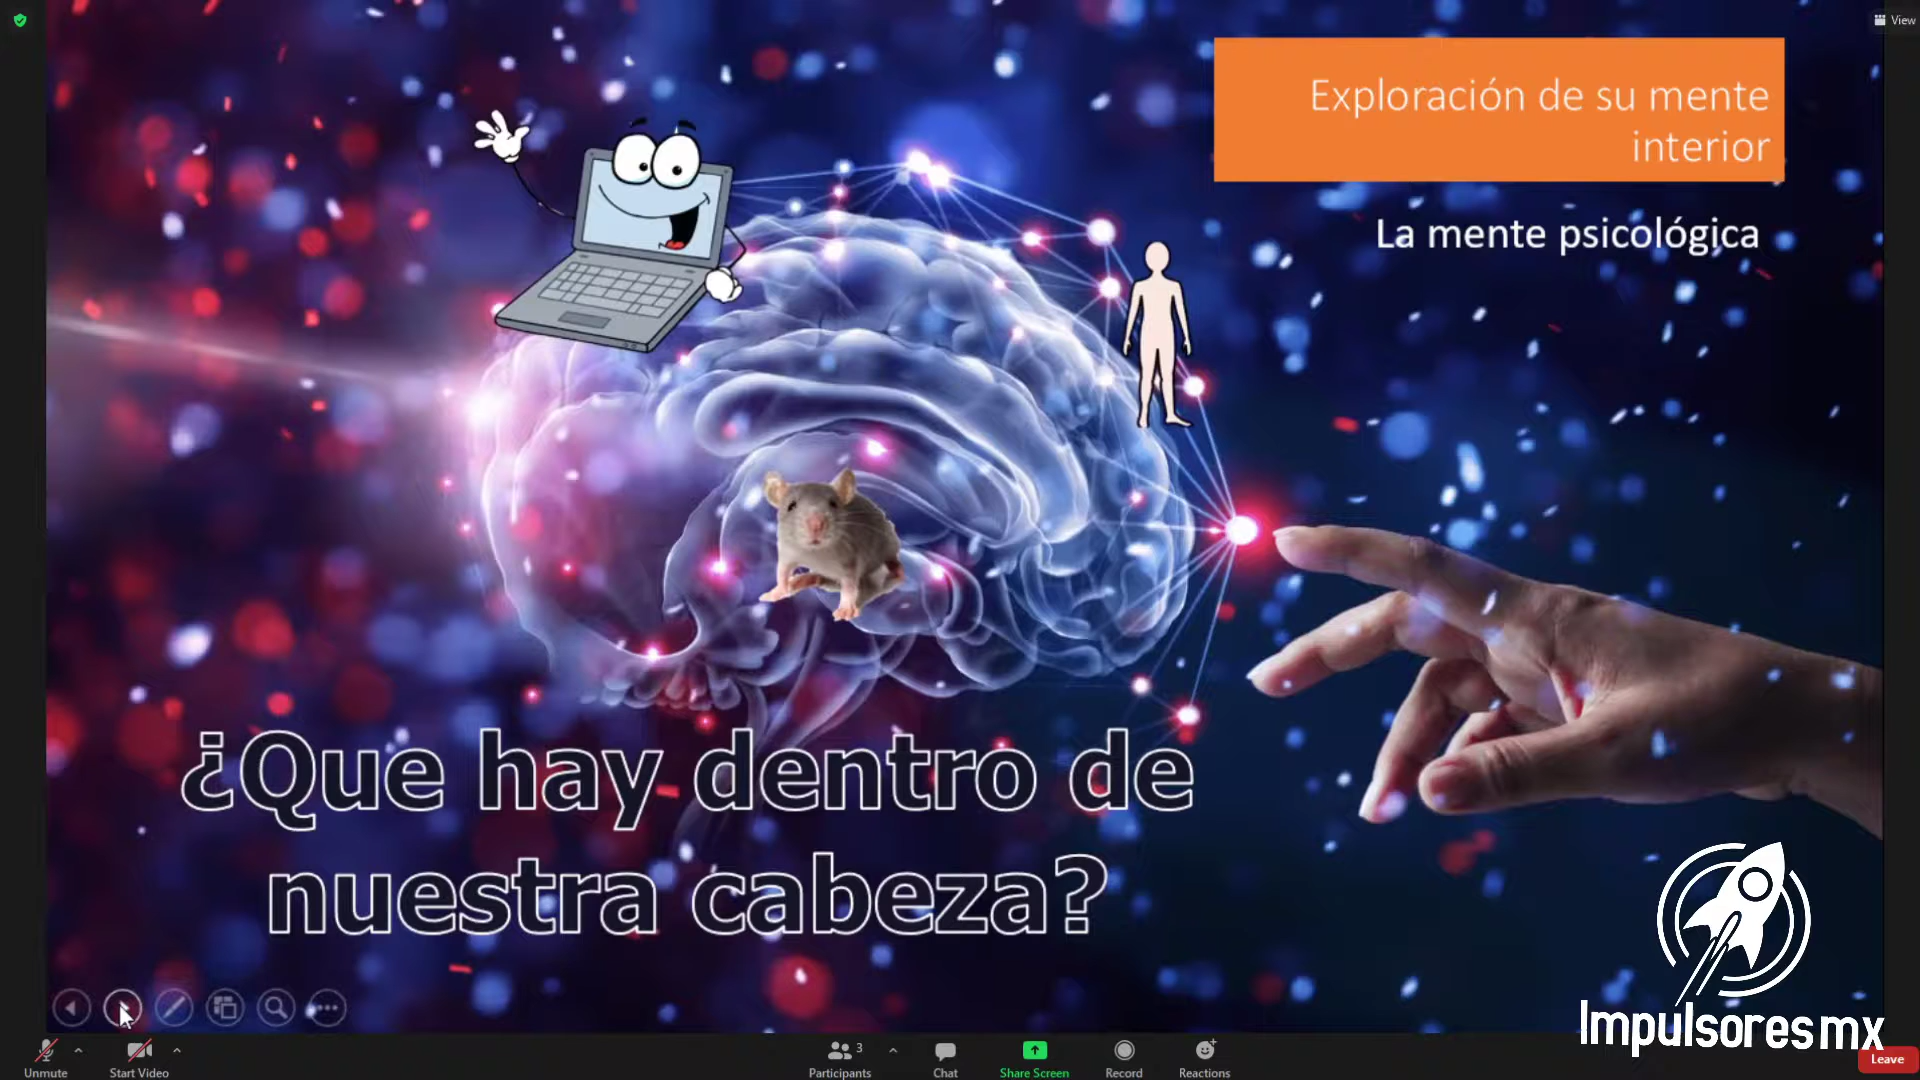 View
Exploración de su mente
interior
La mente psicológica
¿Que hay dentro de
nuestra cabeza?
Impulsores mx
Unmute
Start Video
3
Participants
Chat
Share Screen
Record
Reactions
Leave